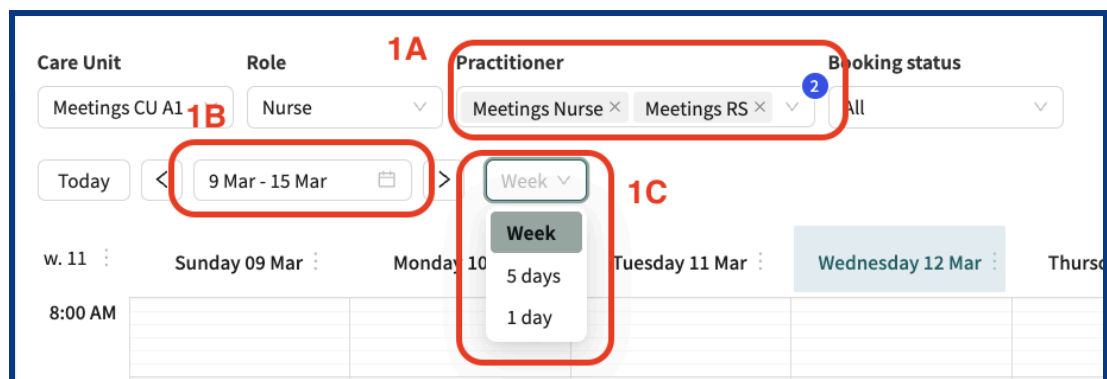 1A
Care Unit Role Practitioner Booking status
Meetings CU A1 Nurse Meetings Nurse × Meetings RS × 2 All
1B
Today < 9 Mar - 15 Mar > Week 1C
Week
w. 11 Sunday 09 Mar Monday 10 Tuesday 11 Mar Wednesday 12 Mar Thursd
5 days
8:00 AM 1 day